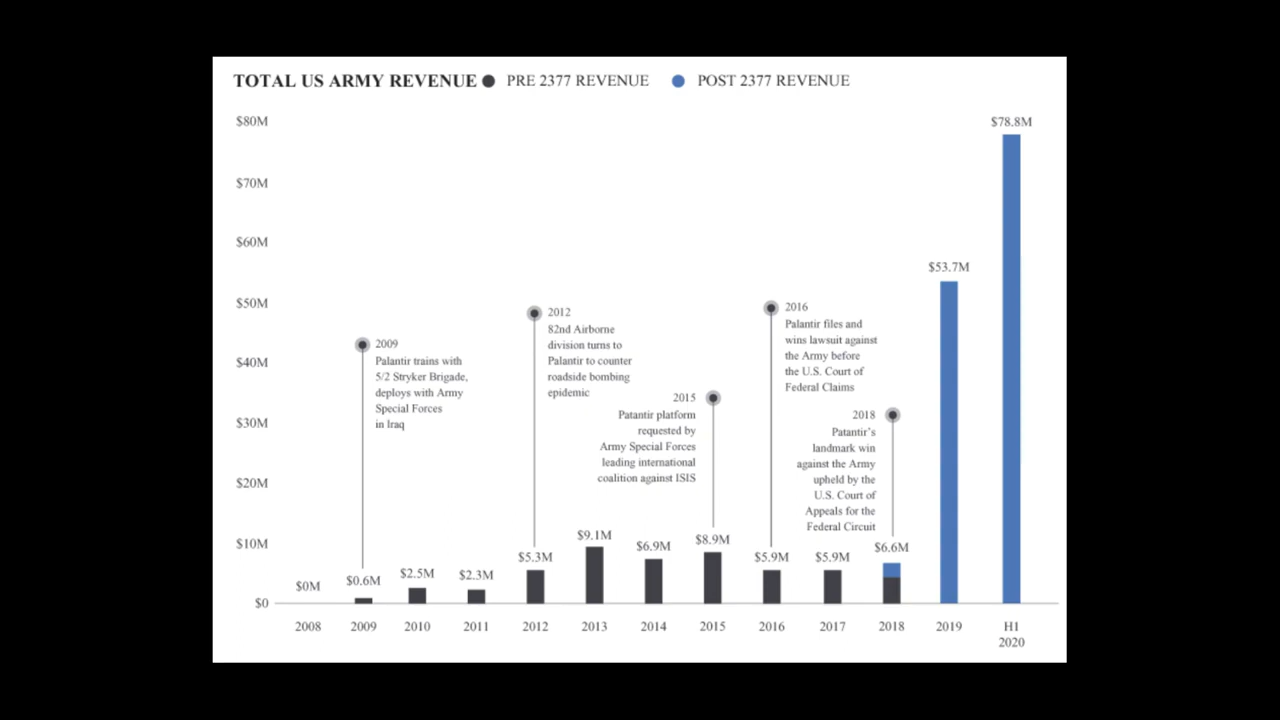 TOTAL US ARMY REVENUE ● PRE 2377 REVENUE ● POST 2377 REVENUE
$80M
$70M
$60M
$50M
$40M
$30M
$20M
$10M
$0
2009
Palantir trains with
5/2 Stryker Brigade,
deploys with Army
Special Forces
in Iraq
2012
82nd Airborne
division turns to
Palantir to counter
roadside bombing
epidemic
2015
Patantir platform
requested by
Army Special Forces
leading international
coalition against ISIS
2016
Palantir files and
wins lawsuit against
the Army before
the U.S. Court of
Federal Claims
2018
Patantir's
landmark win
against the Army
upheld by the
U.S. Court of
Appeals for the
Federal Circuit
$0M
$0.6M
$2.5M
$2.3M
$5.3M
$9.1M
$6.9M
$8.9M
$5.9M
$5.9M
$6.6M
$53.7M
$78.8M
2008 2009 2010 2011 2012 2013 2014 2015 2016 2017 2018 2019 H1
2020